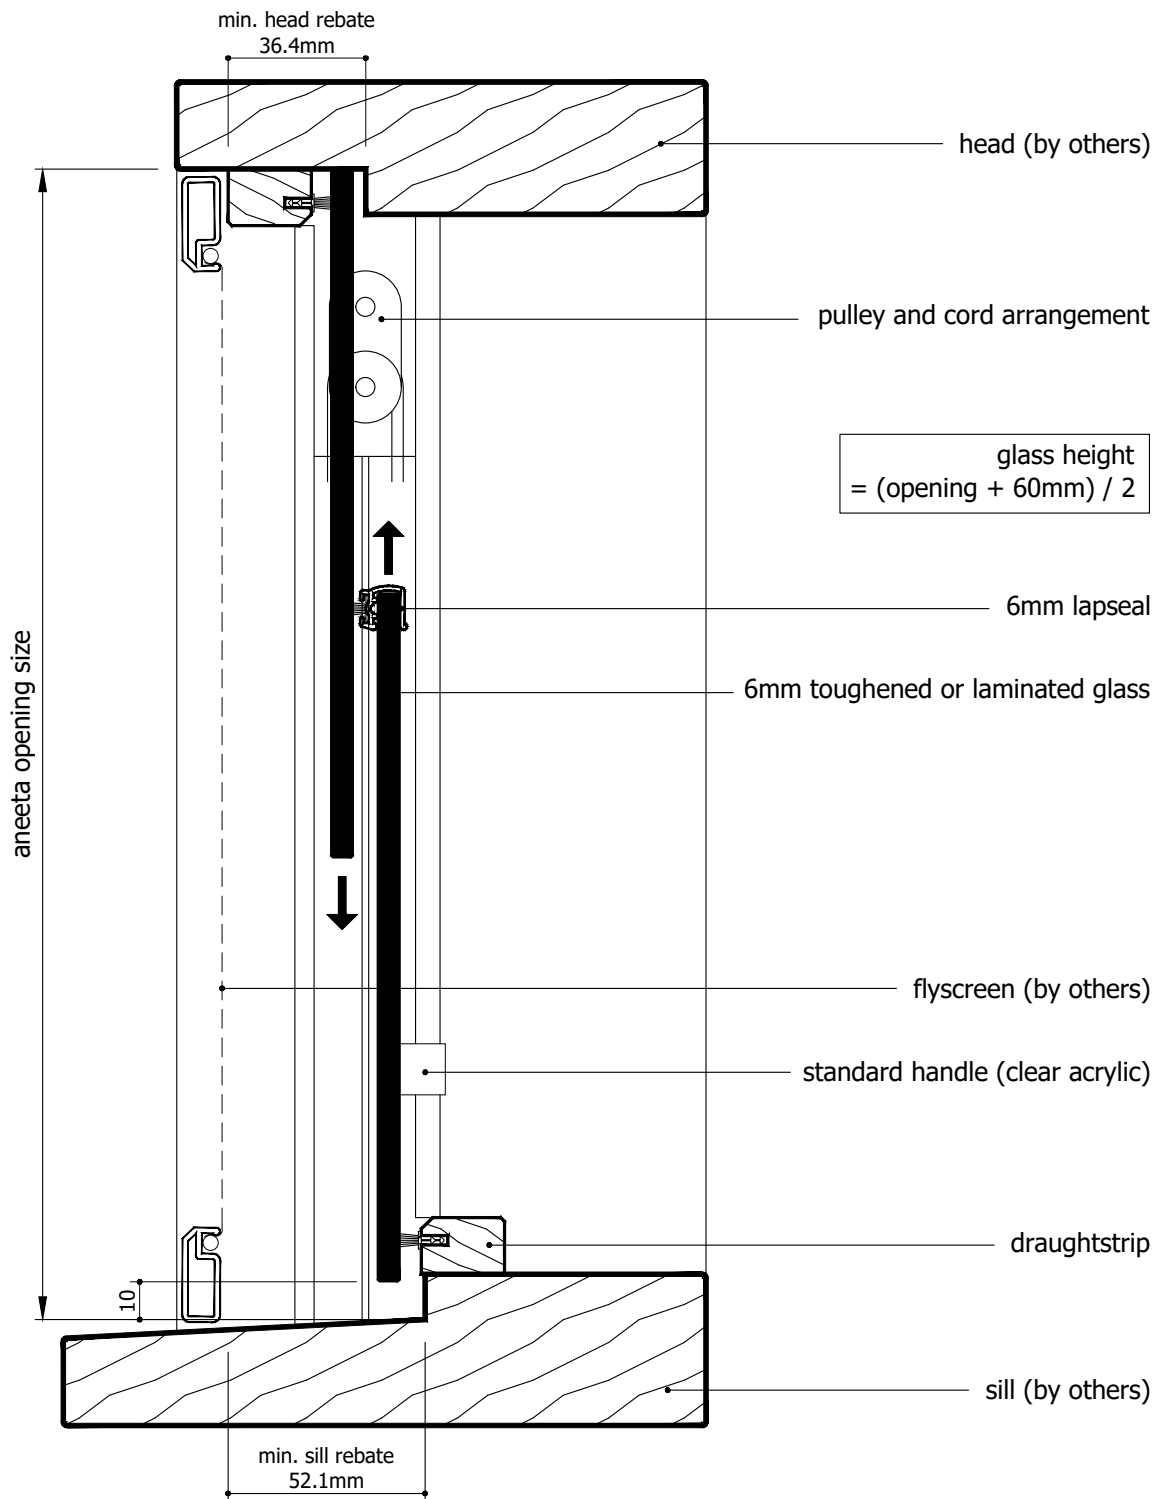 min. head rebate
36.4mm
head (by others)
pulley and cord arrangement
glass height
= (opening + 60mm) / 2
6mm lapseal
6mm toughened or laminated glass
aneeta opening size
flyscreen (by others)
standard handle (clear acrylic)
draughtstrip
10
sill (by others)
min. sill rebate
52.1mm